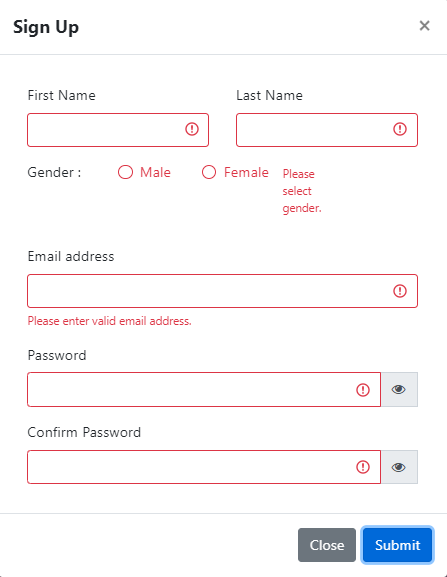 Sign Up ×
First Name Last Name
Gender : Male Female Please
select
gender.
Email address
Please enter valid email address.
Password
Confirm Password
Close Submit